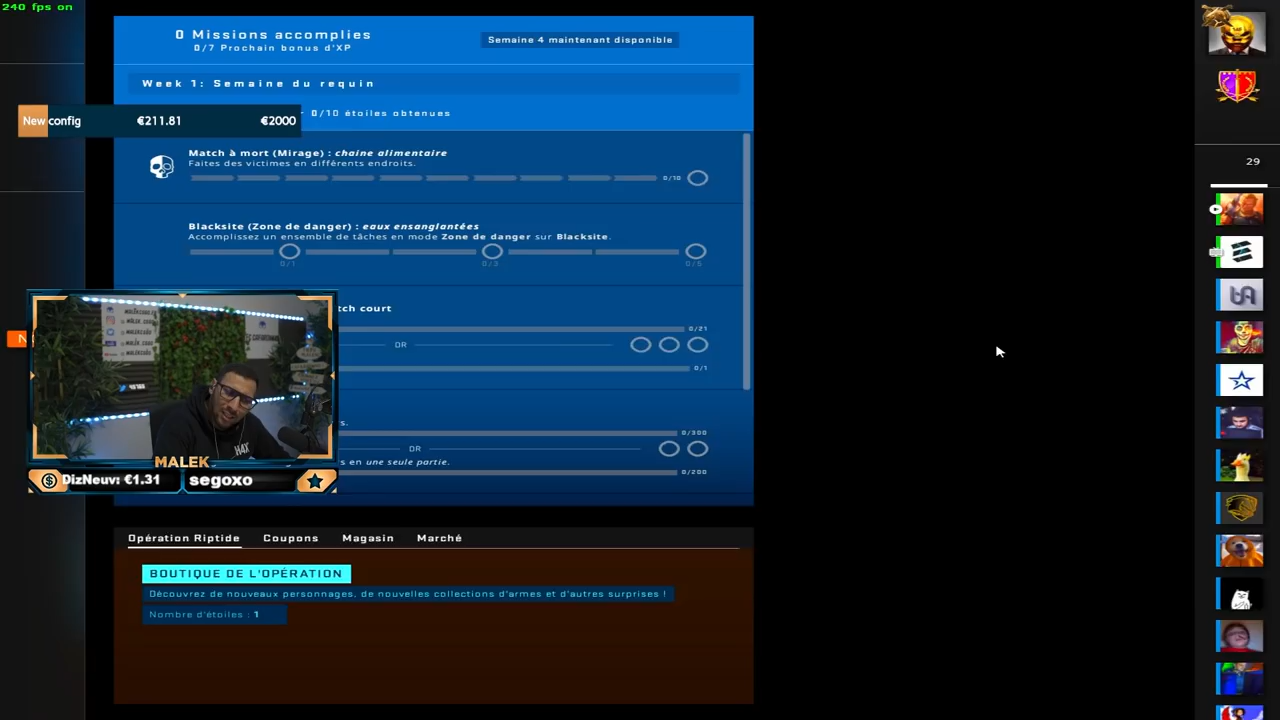 240 fps on
0 Missions accomplies
0/7 Prochain bonus d'XP
Semaine 4 maintenant disponible
Week 1: Semaine du requin
New config €211.81 €2000
0/10 étoiles obtenues
Match à mort (Mirage) : chaîne alimentaire
Faites des victimes en différents endroits.
0/10
Blacksite (Zone de danger) : eaux ensanglantées
Accomplissez un ensemble de tâches en mode Zone de danger sur Blacksite.
0/1 0/3 0/5
court
0/21
OR
0/1
0/300
OR
en une seule partie.
0/200
MALEK
DizNeuv: €1.31 segoxo
29
Opération Riptide Coupons Magasin Marché
BOUTIQUE DE L'OPÉRATION
Découvrez de nouveaux personnages, de nouvelles collections d'armes et d'autres surprises !
Nombre d'étoiles : 1